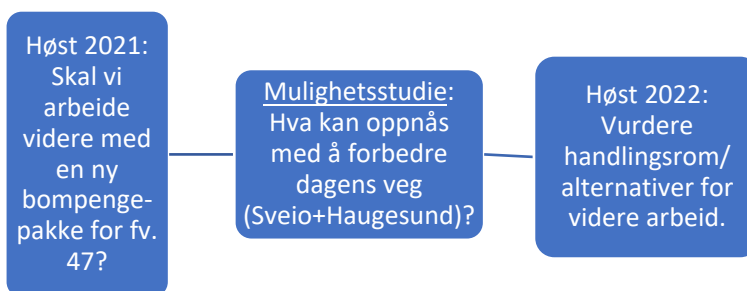 Høst 2021:
Skal vi
arbeide
videre med
en ny
bompenge-
pakke for fv.
47?
Mulighetsstudie:
Hva kan oppnås
med å forbedre
dagens veg
(Sveio+Haugesund)?
Høst 2022:
Vurdere
handlingsrom/
alternativer for
videre arbeid.